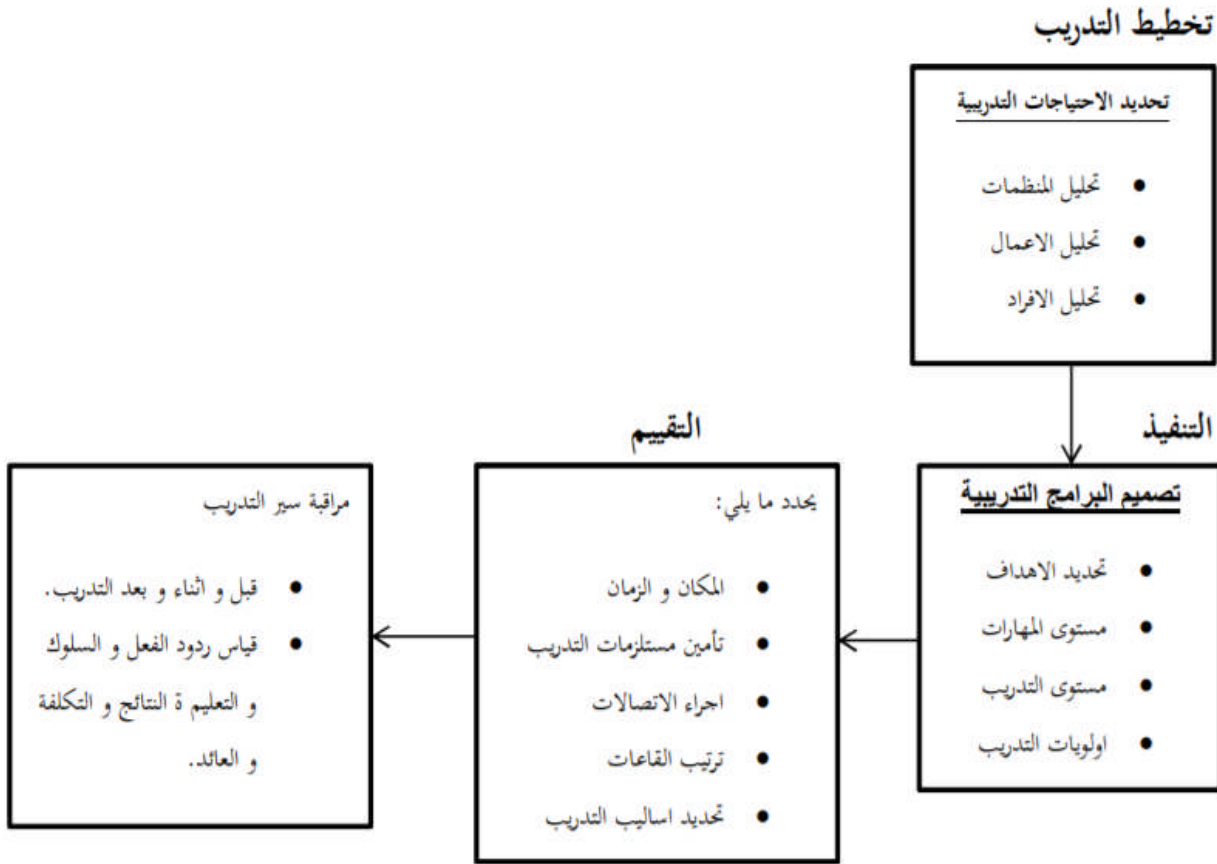 تخطيط التدريب
تحديد الاحتياجات التدريبية
● تحليل المنظمات
● تحليل الاعمال
● تحليل الافراد
التنفيذ
تصميم البرامج التدريبية
● تحديد الاهداف
● مستوى المهارات
● مستوى التدريب
● اولويات التدريب
التقييم
يحدد ما يلي:
● المكان و الزمان
● تأمين مستلزمات التدريب
● اجراء الاتصالات
● ترتيب القاعات
● تحديد اساليب التدريب
مراقبة سير التدريب
● قبل و اثناء و بعد التدريب.
● قياس ردود الفعل و السلوك
و التعليم ة النتائج و التكلفة
و العائد.